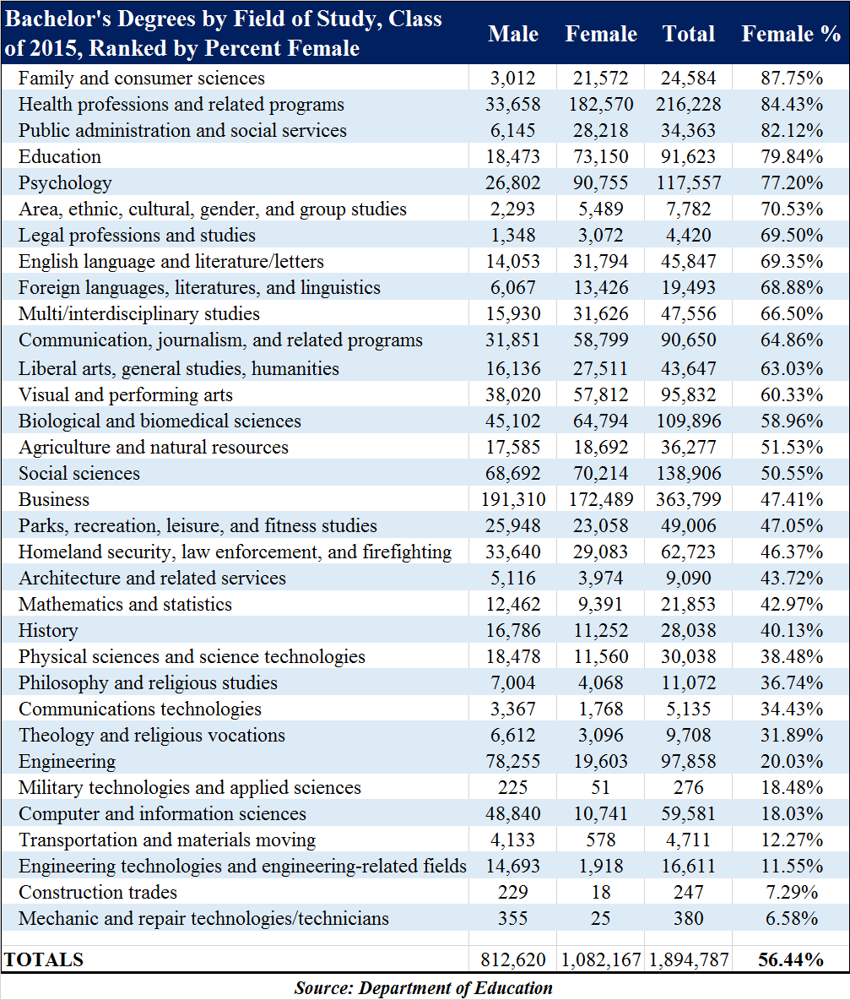 Bachelor's Degrees by Field of Study, Class
of 2015, Ranked by Percent Female Male Female Total Female %
Family and consumer sciences 3,012 21,572 24,584 87.75%
Health professions and related programs 33,658 182,570 216,228 84.43%
Public administration and social services 6,145 28,218 34,363 82.12%
Education 18,473 73,150 91,623 79.84%
Psychology 26,802 90,755 117,557 77.20%
Area, ethnic, cultural, gender, and group studies 2,293 5,489 7,782 70.53%
Legal professions and studies 1,348 3,072 4,420 69.50%
English language and literature/letters 14,053 31,794 45,847 69.35%
Foreign languages, literatures, and linguistics 6,067 13,426 19,493 68.88%
Multi/interdisciplinary studies 15,930 31,626 47,556 66.50%
Communication, journalism, and related programs 31,851 58,799 90,650 64.86%
Liberal arts, general studies, humanities 16,136 27,511 43,647 63.03%
Visual and performing arts 38,020 57,812 95,832 60.33%
Biological and biomedical sciences 45,102 64,794 109,896 58.96%
Agriculture and natural resources 17,585 18,692 36,277 51.53%
Social sciences 68,692 70,214 138,906 50.55%
Business 191,310 172,489 363,799 47.41%
Parks, recreation, leisure, and fitness studies 25,948 23,058 49,006 47.05%
Homeland security, law enforcement, and firefighting 33,640 29,083 62,723 46.37%
Architecture and related services 5,116 3,974 9,090 43.72%
Mathematics and statistics 12,462 9,391 21,853 42.97%
History 16,786 11,252 28,038 40.13%
Physical sciences and science technologies 18,478 11,560 30,038 38.48%
Philosophy and religious studies 7,004 4,068 11,072 36.74%
Communications technologies 3,367 1,768 5,135 34.43%
Theology and religious vocations 6,612 3,096 9,708 31.89%
Engineering 78,255 19,603 97,858 20.03%
Military technologies and applied sciences 225 51 276 18.48%
Computer and information sciences 48,840 10,741 59,581 18.03%
Transportation and materials moving 4,133 578 4,711 12.27%
Engineering technologies and engineering-related fields 14,693 1,918 16,611 11.55%
Construction trades 229 18 247 7.29%
Mechanic and repair technologies/technicians 355 25 380 6.58%
TOTALS 812,620 1,082,167 1,894,787 56.44%
Source: Department of Education